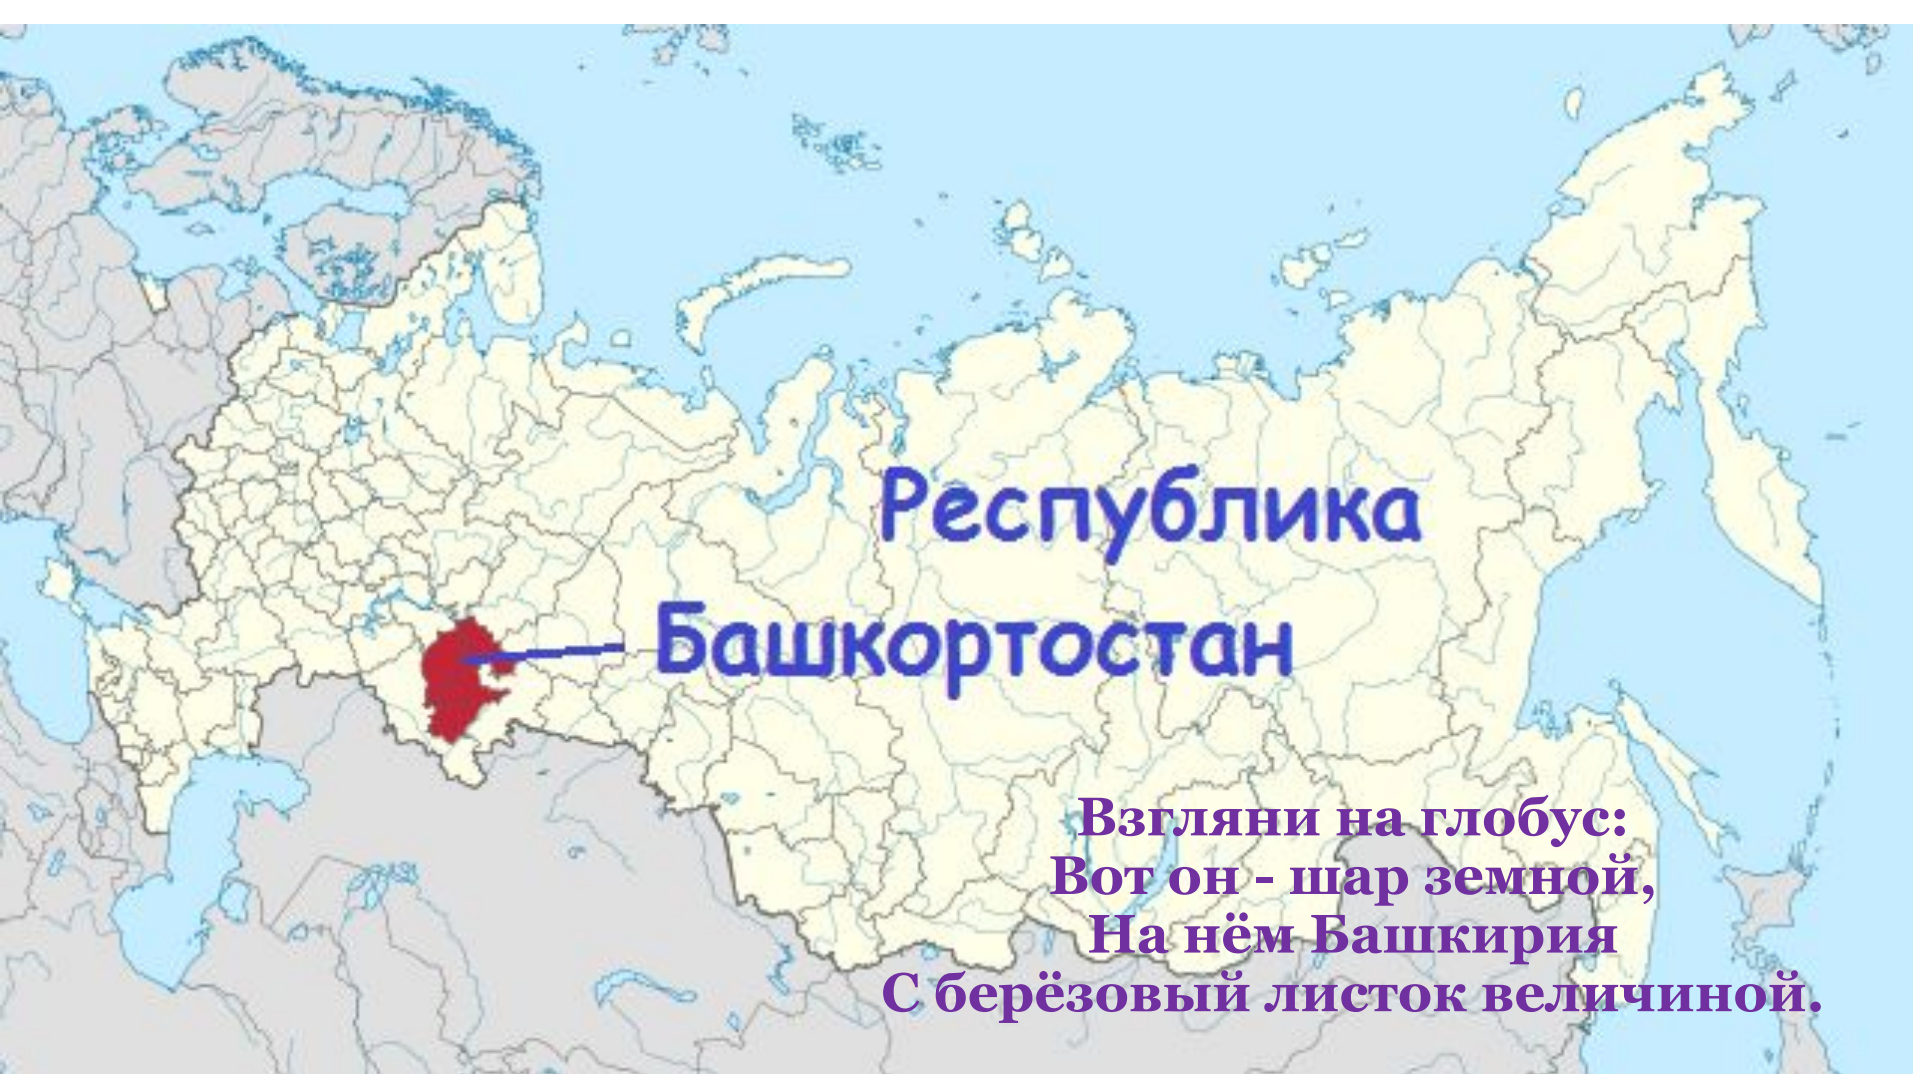 Республика
Башкортостан
Взгляни на глобус:
Вот он - шар земной,
На нём Башкирия
С берёзовый листок величиной.